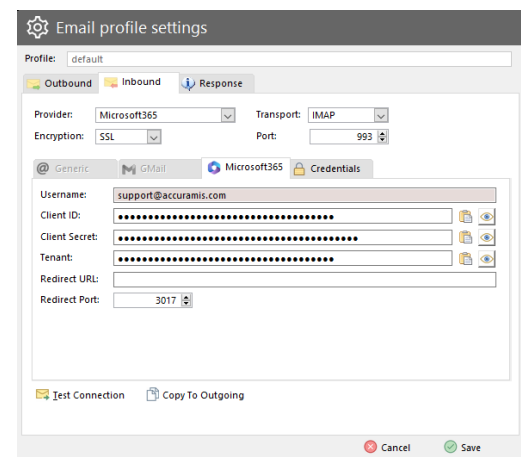 Email profile settings
Profile: default
Outbound Inbound Response
Provider: Microsoft365 Transport: IMAP
Encryption: SSL Port: 993
@ Generic GMail Microsoft365 Credentials
Username: support@accuramis.com
Client ID: ••••••••••••••••••••••••••••••••••••
Client Secret: ••••••••••••••••••••••••••••••••••••••••
Tenant: ••••••••••••••••••••••••••••••••••••
Redirect URL:
Redirect Port: 3017
Test Connection Copy To Outgoing
Cancel Save